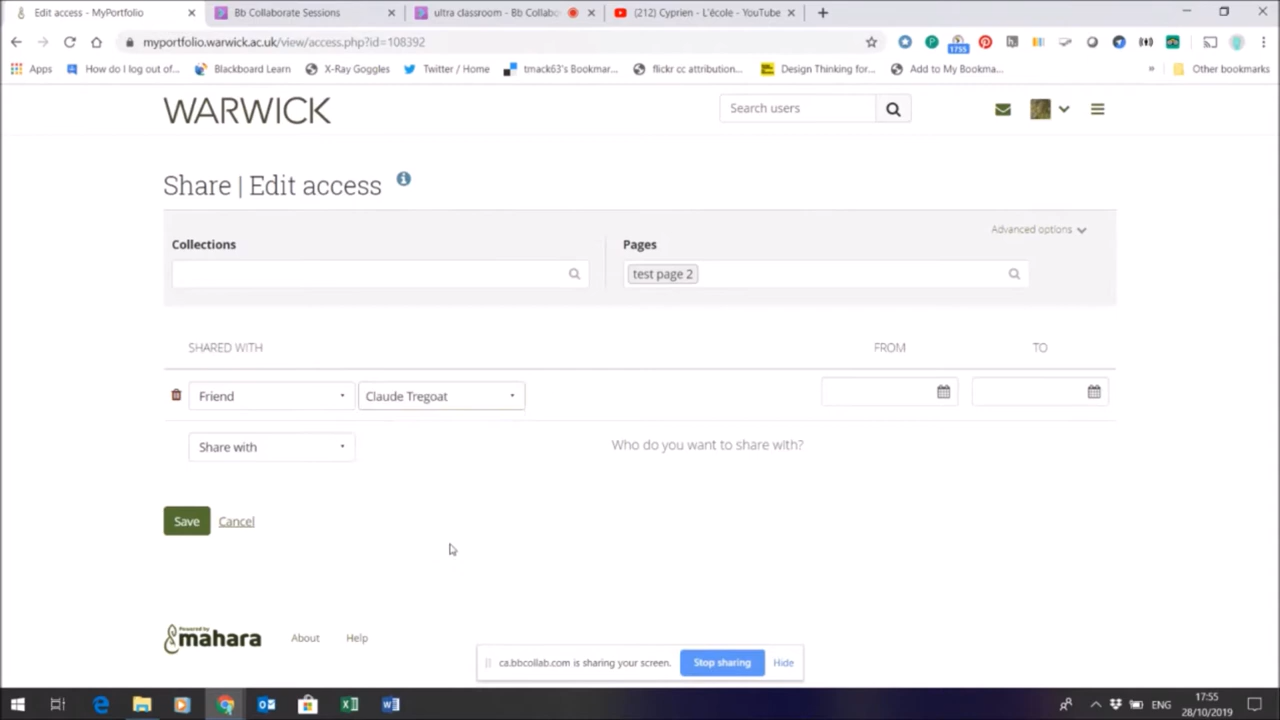 Edit access - MyPortfolio
Bb Collaborate Sessions
ultra classroom - Bb Collabo
(212) Cyprien - L'école - YouTube
myportfolio.warwick.ac.uk/view/access.php?id=108392
1755
Apps
How do I log out of...
Blackboard Learn
X-Ray Goggles
Twitter / Home
tmack63's Bookmar...
flickr cc attribution...
Design Thinking for...
Add to My Bookma...
Other bookmarks
WARWICK
Search users
Share | Edit access
Advanced options
Collections
Pages
test page 2
SHARED WITH
FROM
TO
Friend
Claude Tregoat
Share with
Who do you want to share with?
Save
Cancel
Powered by
mahara
About
Help
ca.bbcollab.com is sharing your screen.
Stop sharing
Hide
ENG
17:55
28/10/2019